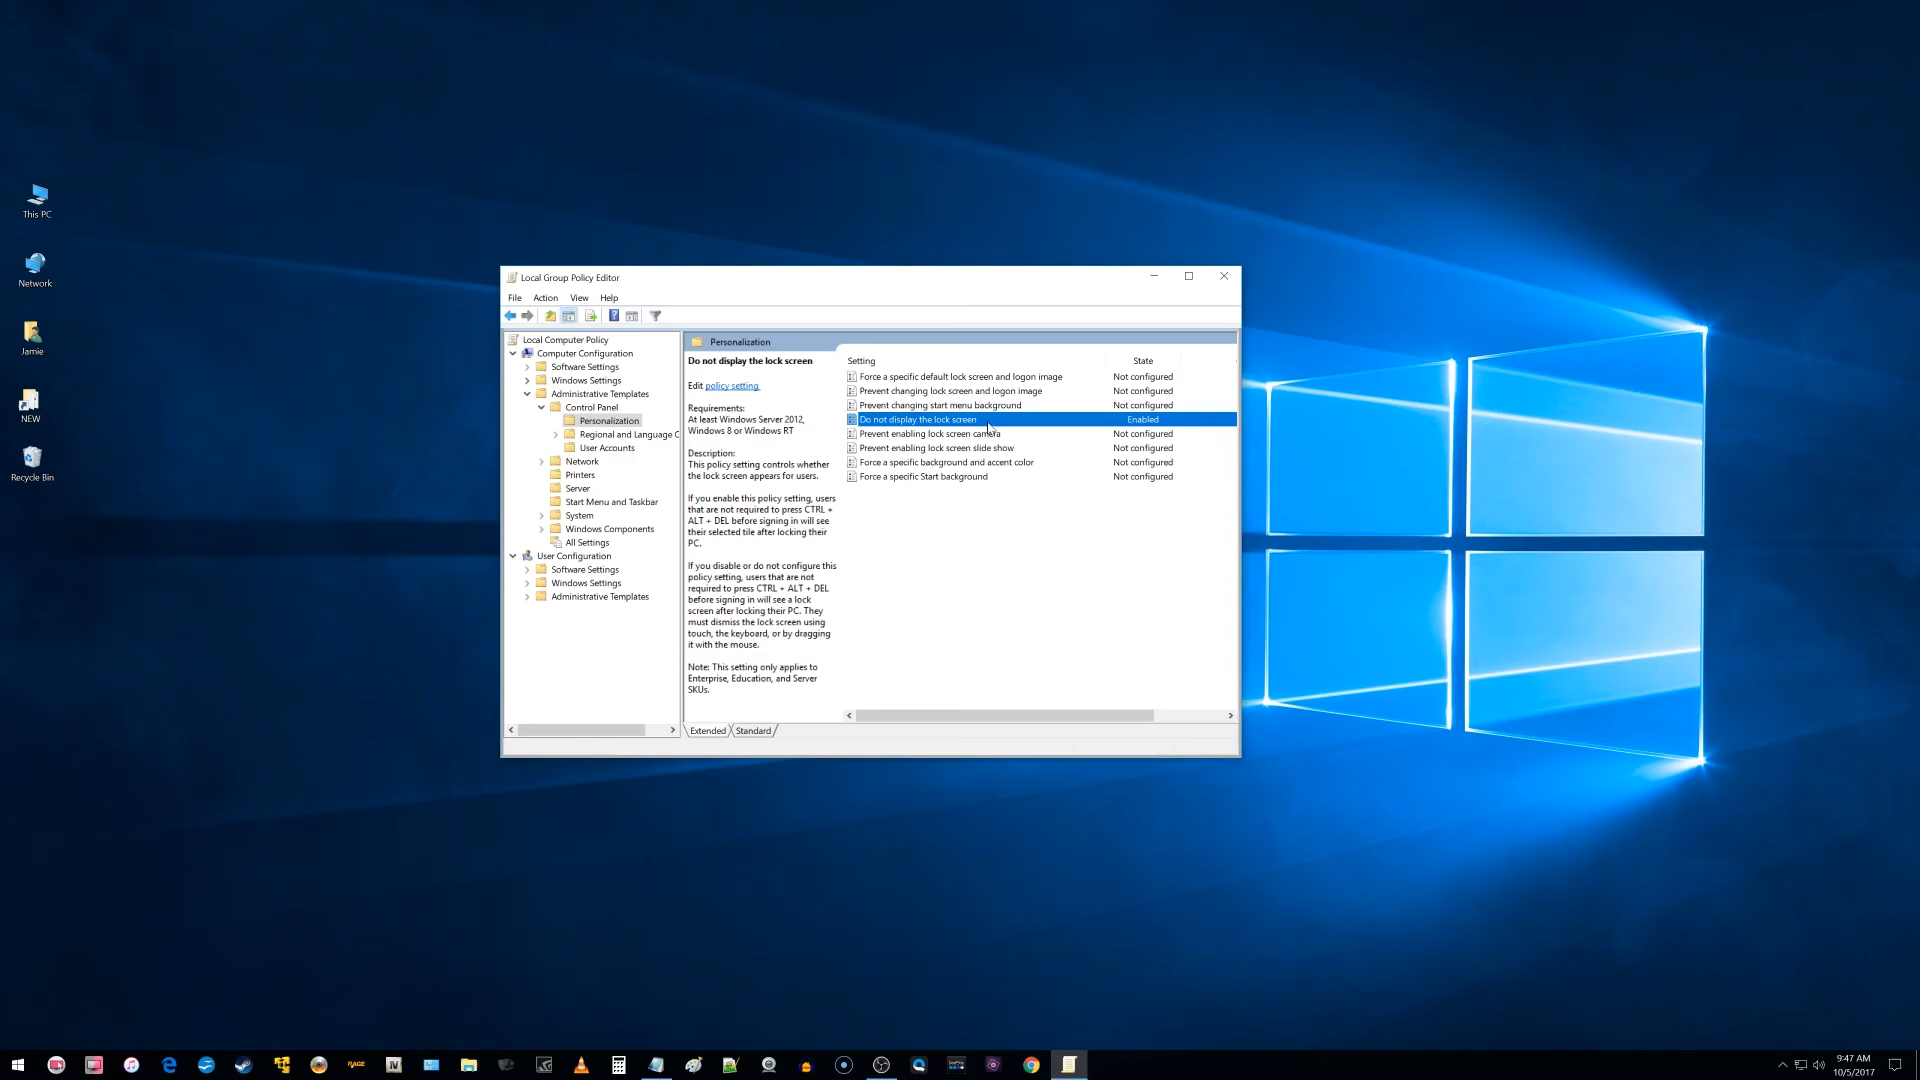 This PC
Network
Jamie
NEW
Recycle Bin
Local Group Policy Editor
File Action View Help
Local Computer Policy
Computer Configuration
Software Settings
Windows Settings
Administrative Templates
Control Panel
Personalization
Regional and Language C
User Accounts
Network
Printers
Server
Start Menu and Taskbar
System
Windows Components
All Settings
User Configuration
Software Settings
Windows Settings
Administrative Templates
Personalization
Do not display the lock screen
Edit policy setting
Requirements:
At least Windows Server 2012,
Windows 8 or Windows RT
Description:
This policy setting controls whether
the lock screen appears for users.
If you enable this policy setting, users
that are not required to press CTRL +
ALT + DEL before signing in will see
their selected tile after locking their
PC.
If you disable or do not configure this
policy setting, users that are not
required to press CTRL + ALT + DEL
before signing in will see a lock
screen after locking their PC. They
must dismiss the lock screen using
touch, the keyboard, or by dragging
it with the mouse.
Note: This setting only applies to
Enterprise, Education, and Server
SKUs.
Setting State
Force a specific default lock screen and logon image Not configured
Prevent changing lock screen and logon image Not configured
Prevent changing start menu background Not configured
Do not display the lock screen Enabled
Prevent enabling lock screen camera Not configured
Prevent enabling lock screen slide show Not configured
Force a specific background and accent color Not configured
Force a specific Start background Not configured
Extended Standard
RAGE
9:47 AM
10/5/2017